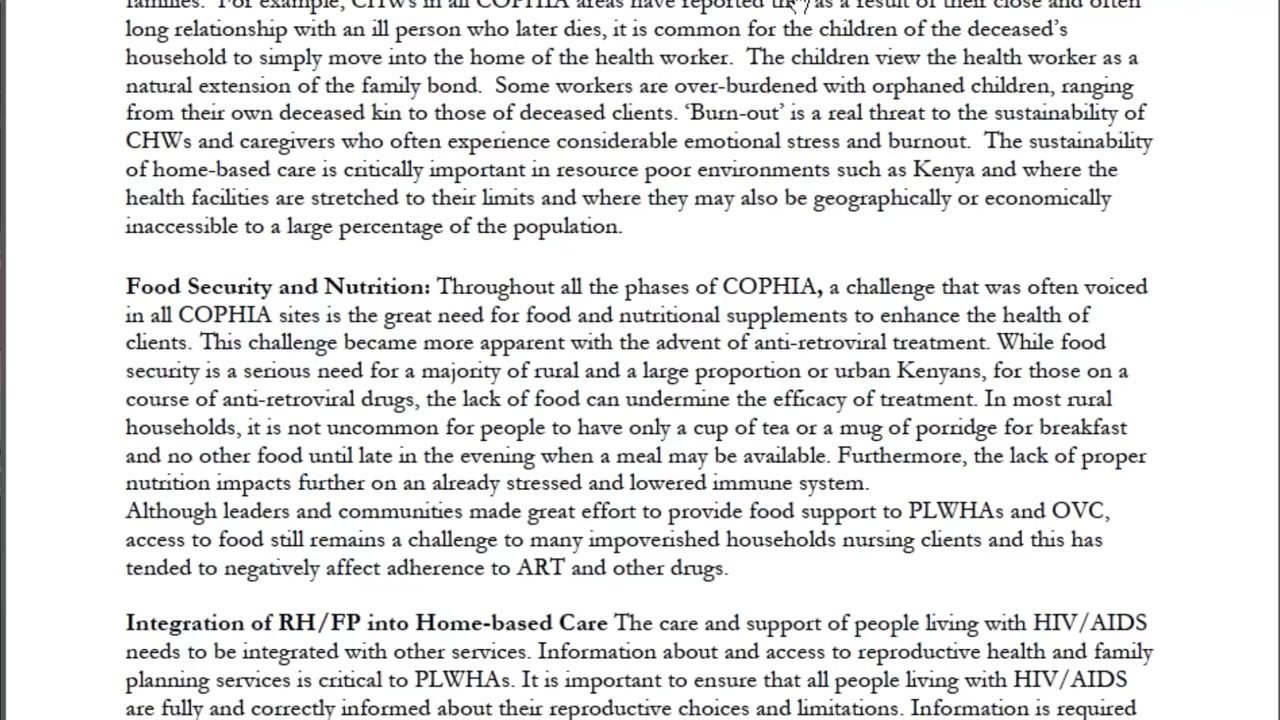 families.  For example, CHWs in all COPHIA areas have reported as a result of their close and often
long relationship with an ill person who later dies, it is common for the children of the deceased’s
household to simply move into the home of the health worker.  The children view the health worker as a
natural extension of the family bond.  Some workers are over-burdened with orphaned children, ranging
from their own deceased kin to those of deceased clients. ‘Burn-out’ is a real threat to the sustainability of
CHWs and caregivers who often experience considerable emotional stress and burnout.  The sustainability
of home-based care is critically important in resource poor environments such as Kenya and where the
health facilities are stretched to their limits and where they may also be geographically or economically
inaccessible to a large percentage of the population.
Food Security and Nutrition: Throughout all the phases of COPHIA, a challenge that was often voiced
in all COPHIA sites is the great need for food and nutritional supplements to enhance the health of
clients. This challenge became more apparent with the advent of anti-retroviral treatment. While food
security is a serious need for a majority of rural and a large proportion or urban Kenyans, for those on a
course of anti-retroviral drugs, the lack of food can undermine the efficacy of treatment. In most rural
households, it is not uncommon for people to have only a cup of tea or a mug of porridge for breakfast
and no other food until late in the evening when a meal may be available. Furthermore, the lack of proper
nutrition impacts further on an already stressed and lowered immune system.
Although leaders and communities made great effort to provide food support to PLWHAs and OVC,
access to food still remains a challenge to many impoverished households nursing clients and this has
tended to negatively affect adherence to ART and other drugs.
Integration of RH/FP into Home-based Care The care and support of people living with HIV/AIDS
needs to be integrated with other services. Information about and access to reproductive health and family
planning services is critical to PLWHAs. It is important to ensure that all people living with HIV/AIDS
are fully and correctly informed about their reproductive choices and limitations. Information is required